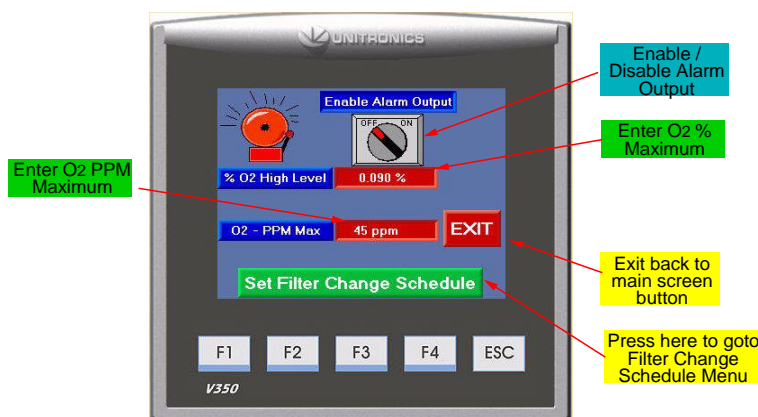 UNITRONICS
Enable Alarm Output
OFF ON
% O2 High Level 0.090 %
O2 - PPM Max 45 ppm
EXIT
Set Filter Change Schedule
F1 F2 F3 F4 ESC
V350
Enable /
Disable Alarm
Output
Enter O2 %
Maximum
Enter O2 PPM
Maximum
Exit back to
main screen
button
Press here to goto
Filter Change
Schedule Menu